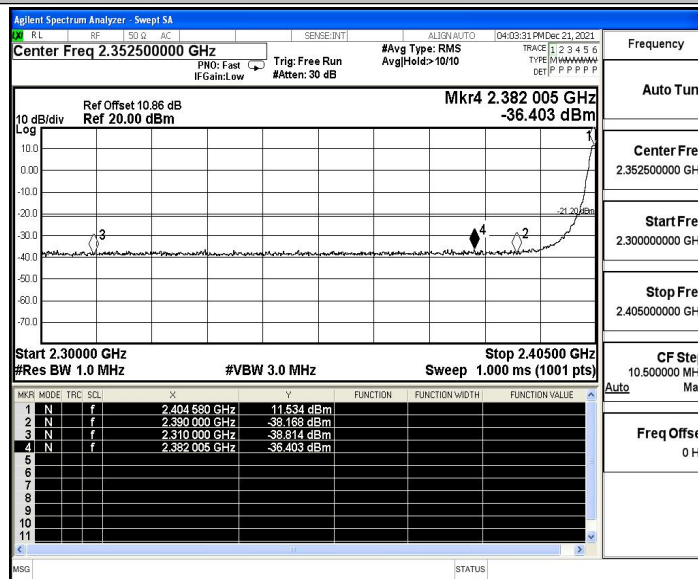 Agilent Spectrum Analyzer - Swept SA
RL RF 50 Ω AC SENSE:INT ALIGN AUTO 04:03:31 PM Dec 21, 2021
Center Freq 2.352500000 GHz
PNO: Fast
IFGain:Low
Trig: Free Run
#Atten: 30 dB
#Avg Type: RMS
Avg|Hold:>10/10
TRACE 1 2 3 4 5 6
TYPE M W W W W W
DET P P P P P P
Ref Offset 10.86 dB
10 dB/div Ref 20.00 dBm
Log
Mkr4 2.382 005 GHz
-36.403 dBm
10.0
0.00
-10.0
-20.0
-30.0
-40.0
-50.0
-60.0
-70.0
1
-21.20 dBm
3
4
2
Start 2.30000 GHz Stop 2.40500 GHz
#Res BW 1.0 MHz #VBW 3.0 MHz Sweep 1.000 ms (1001 pts)
MKR MODE TRC SCL X Y FUNCTION FUNCTION WIDTH FUNCTION VALUE
1 N f 2.404 580 GHz 11.534 dBm
2 N f 2.390 000 GHz -38.168 dBm
3 N f 2.310 000 GHz -38.814 dBm
4 N f 2.382 005 GHz -36.403 dBm
5
6
7
8
9
10
11
MSG STATUS
Frequency
Auto Tun
Center Fre
2.352500000 GH
Start Fre
2.300000000 GH
Stop Fre
2.405000000 GH
CF Ste
10.500000 MH
Auto Ma
Freq Offse
0 H